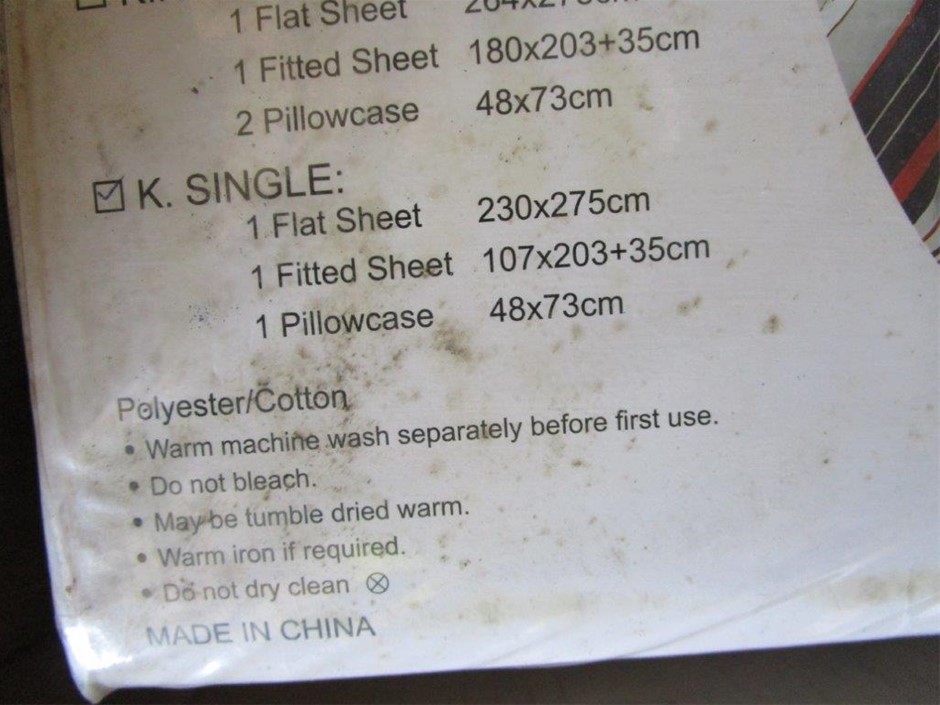 1 Flat Sheet
1 Fitted Sheet 180x203+35cm
2 Pillowcase 48x73cm
☑ K. SINGLE:
1 Flat Sheet 230x275cm
1 Fitted Sheet 107x203+35cm
1 Pillowcase 48x73cm
Polyester/Cotton
• Warm machine wash separately before first use.
• Do not bleach.
• May be tumble dried warm.
• Warm iron if required.
• Do not dry clean ⊗
MADE IN CHINA